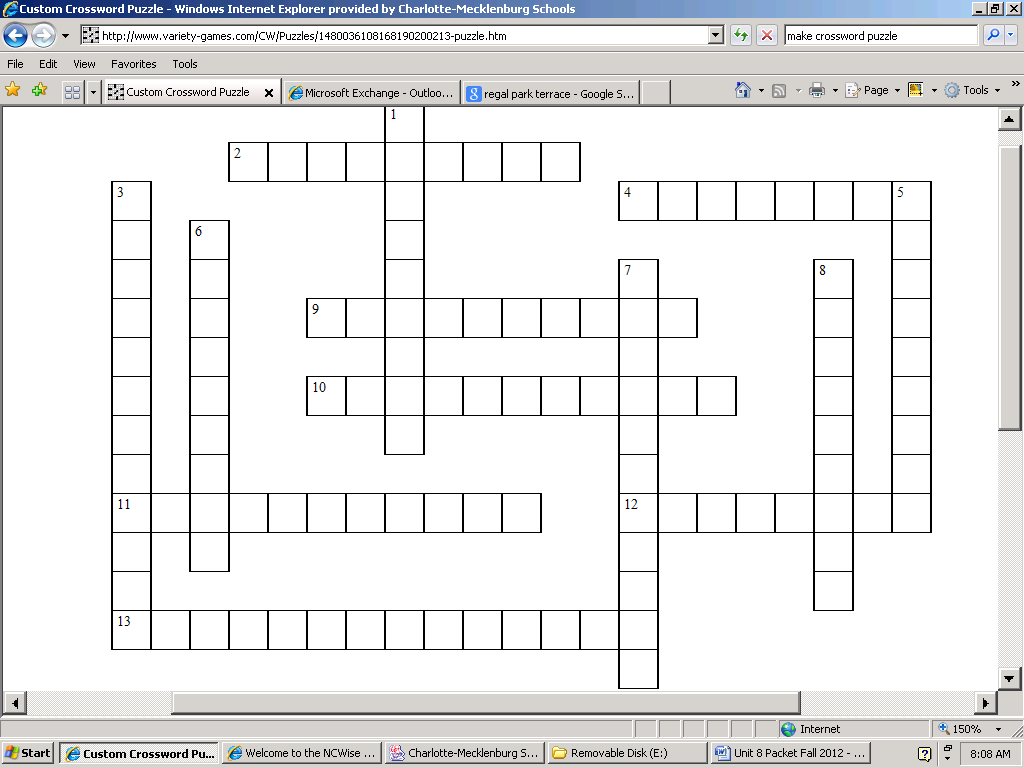 Custom Crossword Puzzle - Windows Internet Explorer provided by Charlotte-Mecklenburg Schools
http://www.variety-games.com/CW/Puzzles/1480036108168190200213-puzzle.htm
make crossword puzzle
File Edit View Favorites Tools
Custom Crossword Puzzle
Microsoft Exchange - Outloo...
regal park terrace - Google S...
Page
Tools
1
2
3 4 5
6
7 8
9
10
11 12
13
Internet
150%
Start
Custom Crossword Pu...
Welcome to the NCWise ...
Charlotte-Mecklenburg S...
Removable Disk (E:)
Unit 8 Packet Fall 2012 - ...
8:08 AM